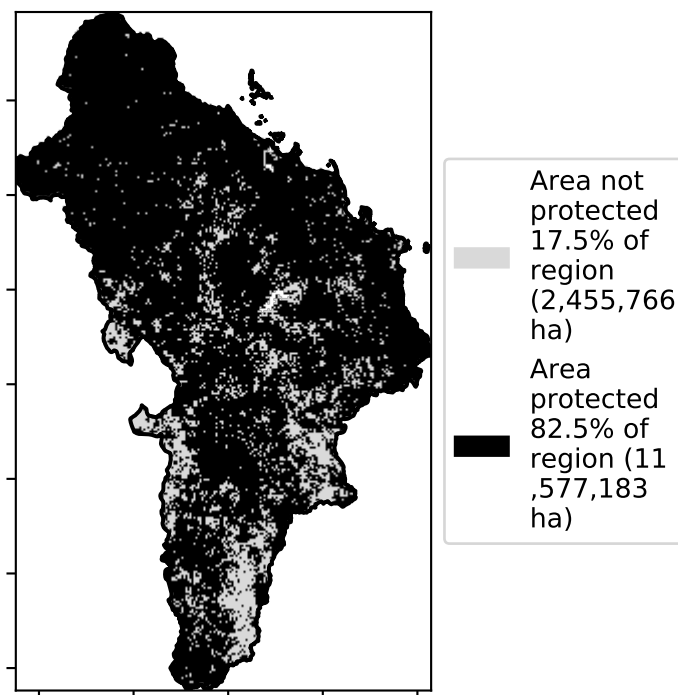 Area not
protected
17.5% of
region
(2,455,766
ha)
Area
protected
82.5% of
region (11
,577,183
ha)